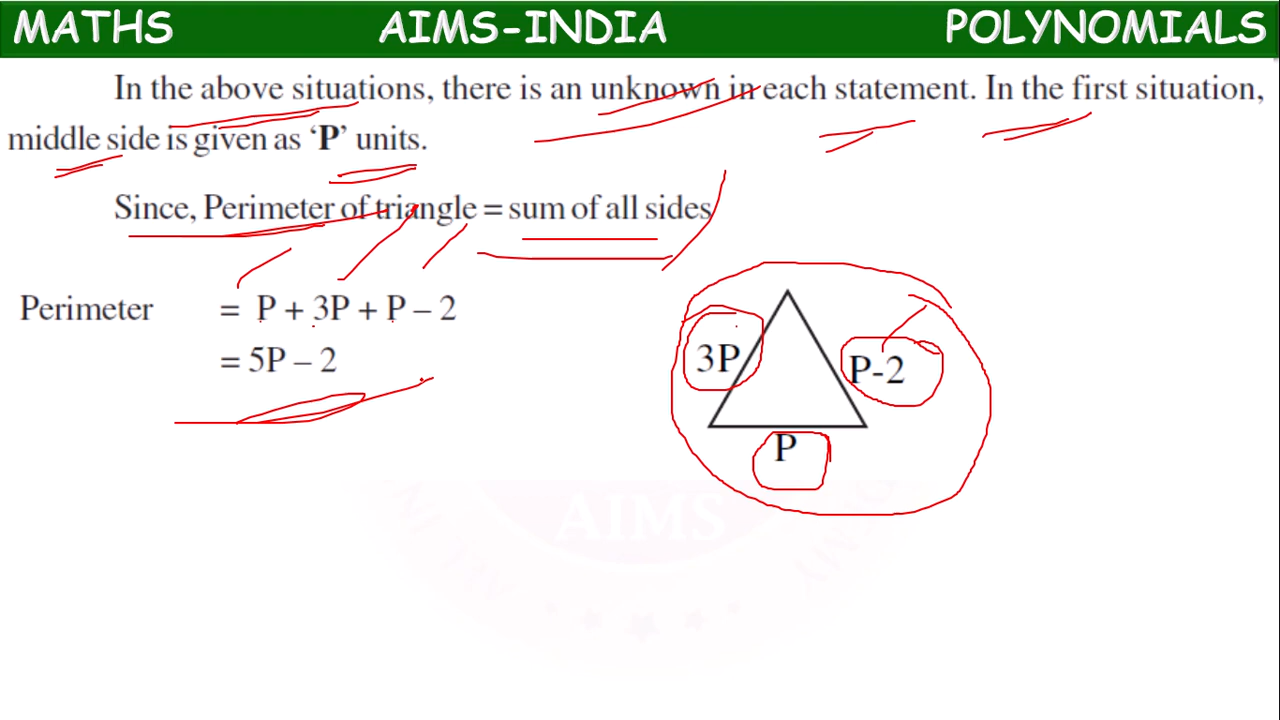 MATHS AIMS-INDIA POLYNOMIALS
In the above situations, there is an unknown in each statement. In the first situation,
middle side is given as ‘P’ units.
Since, Perimeter of triangle = sum of all sides
Perimeter = P + 3P + P – 2
= 5P – 2
3P
P-2
P
AIMS